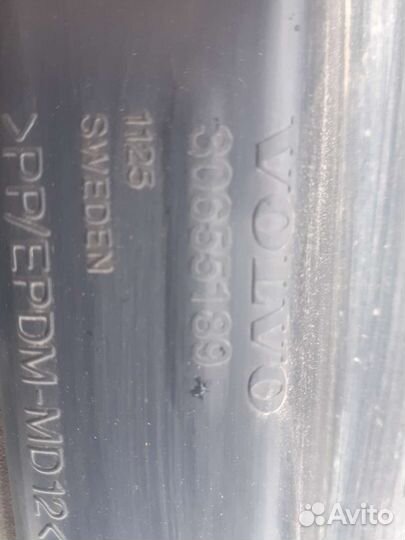 VOLVO
30655189
1125
SWEDEN
>PP/EPDM-MD12<
Avito